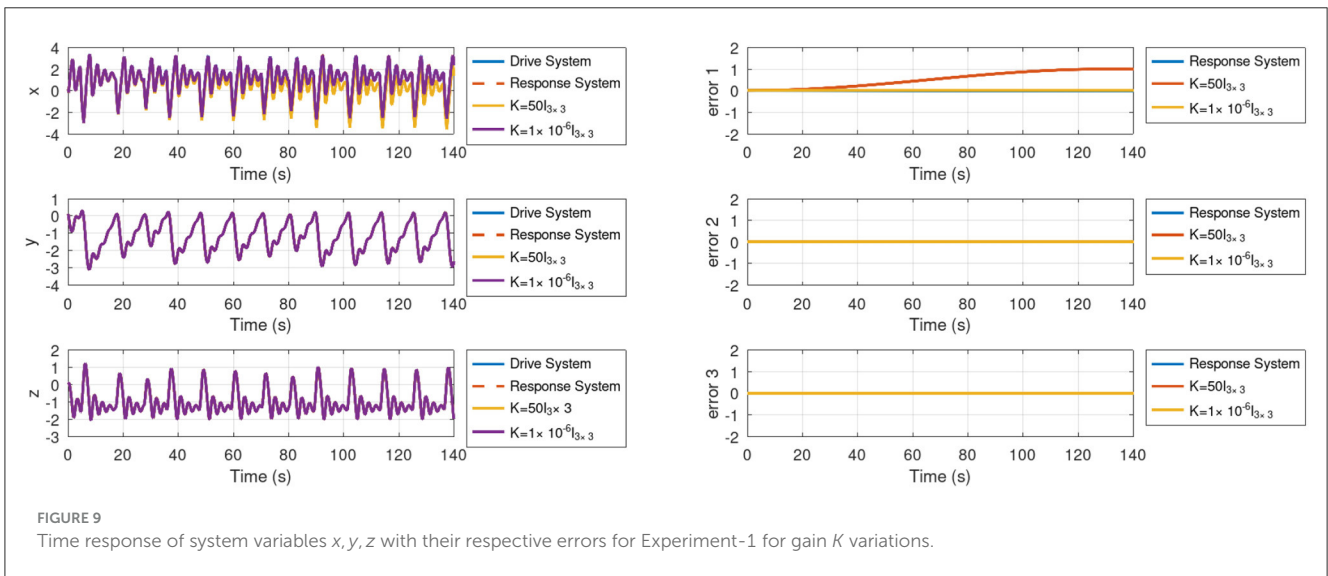 4
2
0
-2
-4
x
0 20 40 60 80 100 120 140
Time (s)
Drive System
Response System
K=50I3× 3
K=1× 10-6I3× 3
1
0
-1
-2
-3
-4
y
0 20 40 60 80 100 120 140
Time (s)
Drive System
Response System
K=50I3× 3
K=1× 10-6I3× 3
2
1
0
-1
-2
-3
z
0 20 40 60 80 100 120 140
Time (s)
Drive System
Response System
K=50I3× 3
K=1× 10-6I3× 3
2
1
0
-1
-2
error 1
0 20 40 60 80 100 120 140
Time (s)
Response System
K=50I3× 3
K=1× 10-6I3× 3
2
1
0
-1
-2
error 2
0 20 40 60 80 100 120 140
Time (s)
Response System
K=50I3× 3
K=1× 10-6I3× 3
2
1
0
-1
-2
error 3
0 20 40 60 80 100 120 140
Time (s)
Response System
K=50I3× 3
K=1× 10-6I3× 3
FIGURE 9
Time response of system variables x, y, z with their respective errors for Experiment-1 for gain K variations.